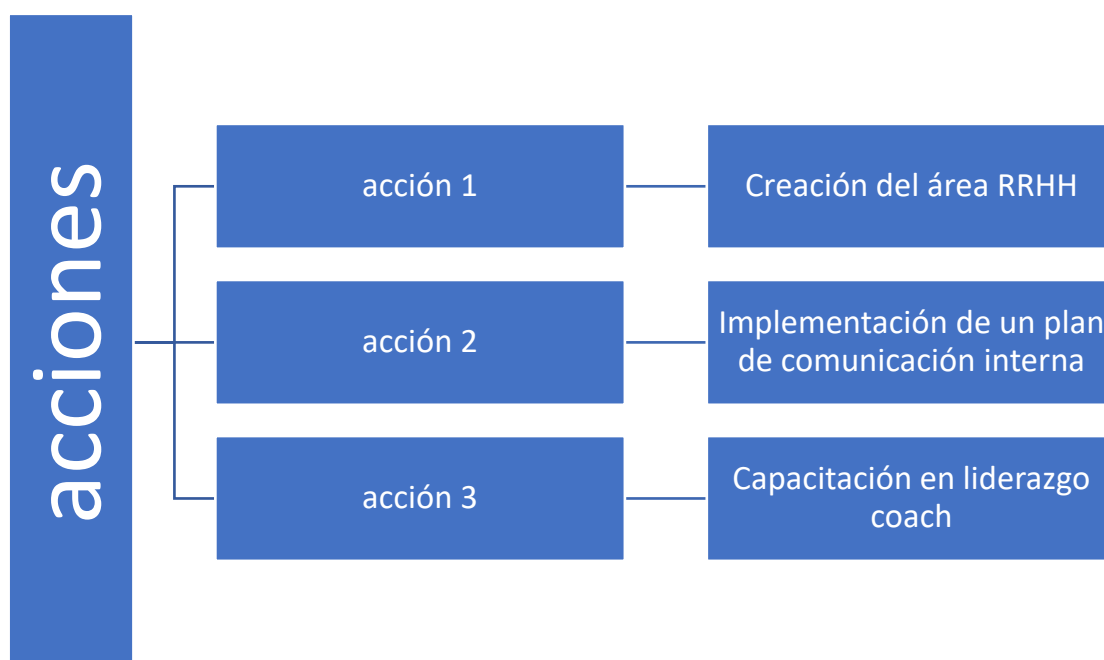 acciones
acción 1
Creación del área RRHH
acción 2
Implementación de un plan
de comunicación interna
acción 3
Capacitación en liderazgo
coach